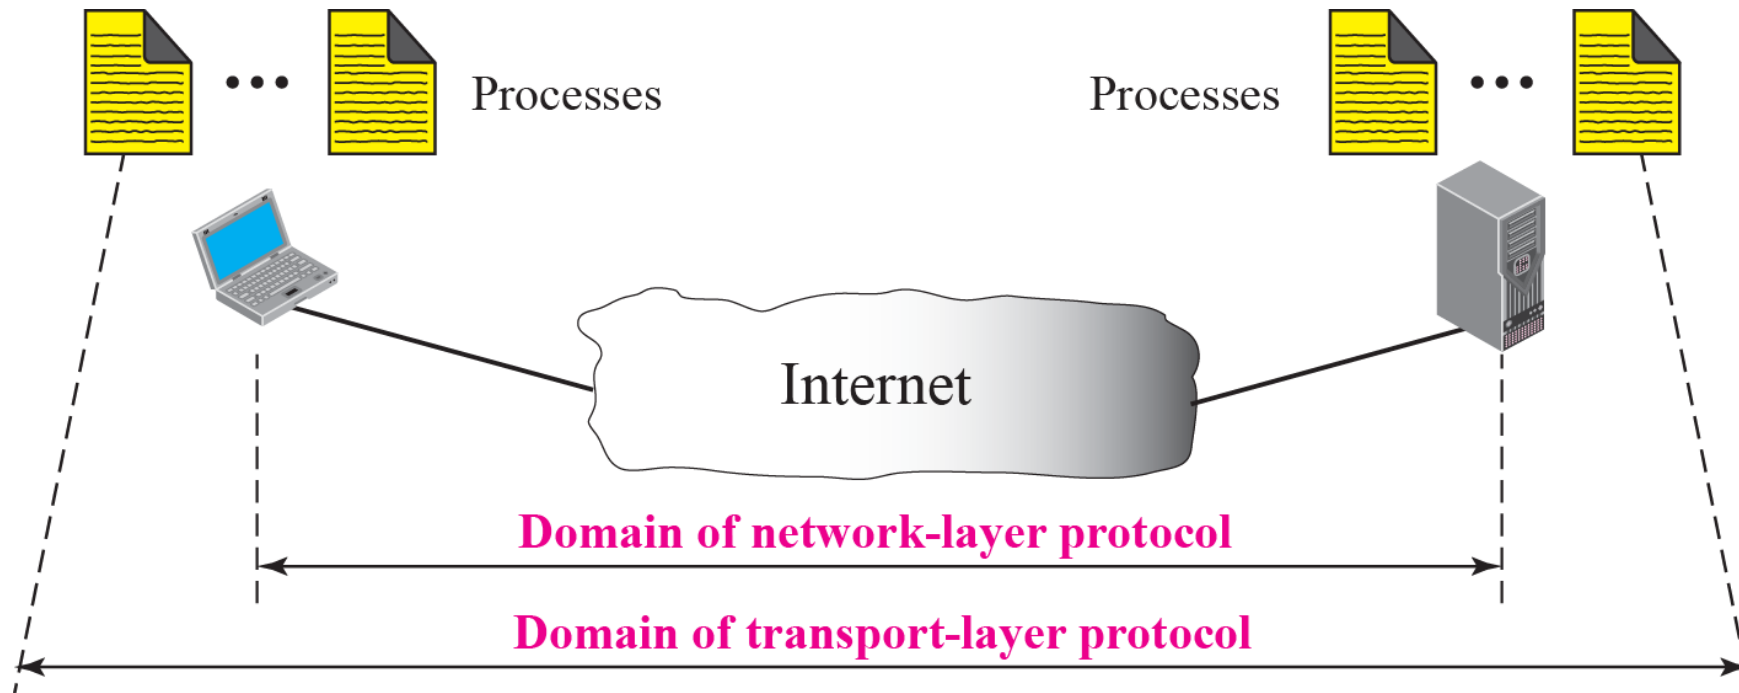 Processes
Processes
Internet
Domain of network-layer protocol
Domain of transport-layer protocol